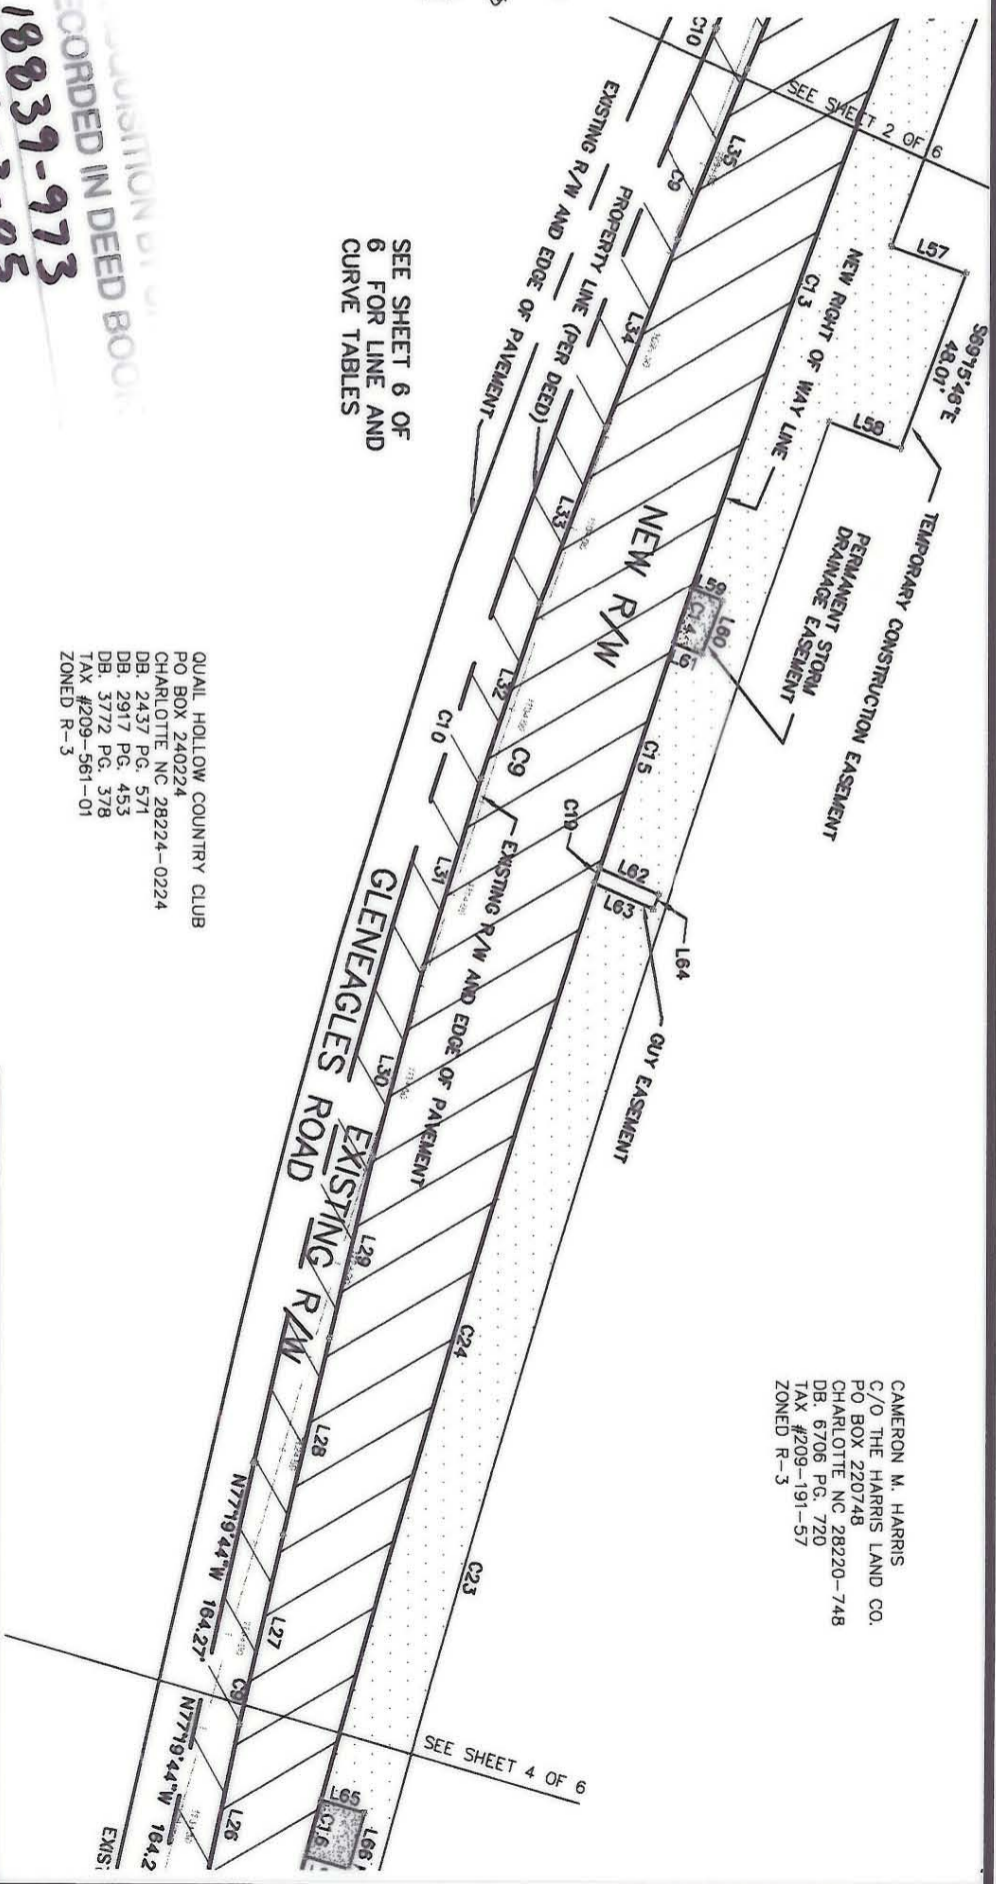 S69°15'46"E
48.01'
TEMPORARY CONSTRUCTION EASEMENT
L57
L58
SEE SHEET 2 OF 6
NEW RIGHT OF WAY LINE
C13
PERMANENT STORM
DRAINAGE EASEMENT
L60
C14
C10
L35
C9
L34
L33
NEW R/W
L32
C9
C15
C19
L62
L63
L64
GUY EASEMENT
EXISTING R/W AND EDGE OF PAVEMENT
PROPERTY LINE (PER DEED)
C10
L31
EXISTING R/W AND EDGE OF PAVEMENT
GLENEAGLES ROAD
L30
EXISTING R/W
L29
L28
C24
C23
N77°19'44"W 164.27'
L27
C9
N77°19'44"W 164.2
L26
SEE SHEET 4 OF 6
L65
C16
L66
EXIS
SEE SHEET 6 OF
6 FOR LINE AND
CURVE TABLES
CAMERON M. HARRIS
C/O THE HARRIS LAND CO.
PO BOX 220748
CHARLOTTE NC 28220-748
DB. 6706 PG. 720
TAX #209-191-57
ZONED R-3
QUAIL HOLLOW COUNTRY CLUB
PO BOX 240224
CHARLOTTE NC 28224-0224
DB. 2437 PG. 571
DB. 2917 PG. 453
DB. 3772 PG. 378
TAX #209-561-01
ZONED R-3
ECORDED IN DEED BOOK
18839-973